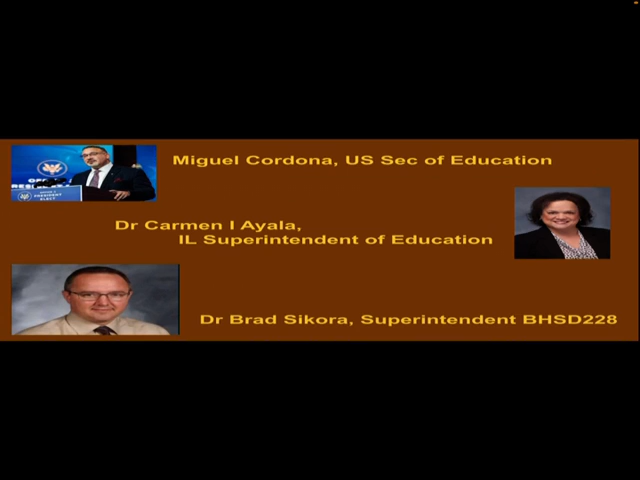 Miguel Cordona, US Sec of Education
Dr Carmen I Ayala,
IL Superintendent of Education
Dr Brad Sikora, Superintendent BHSD228